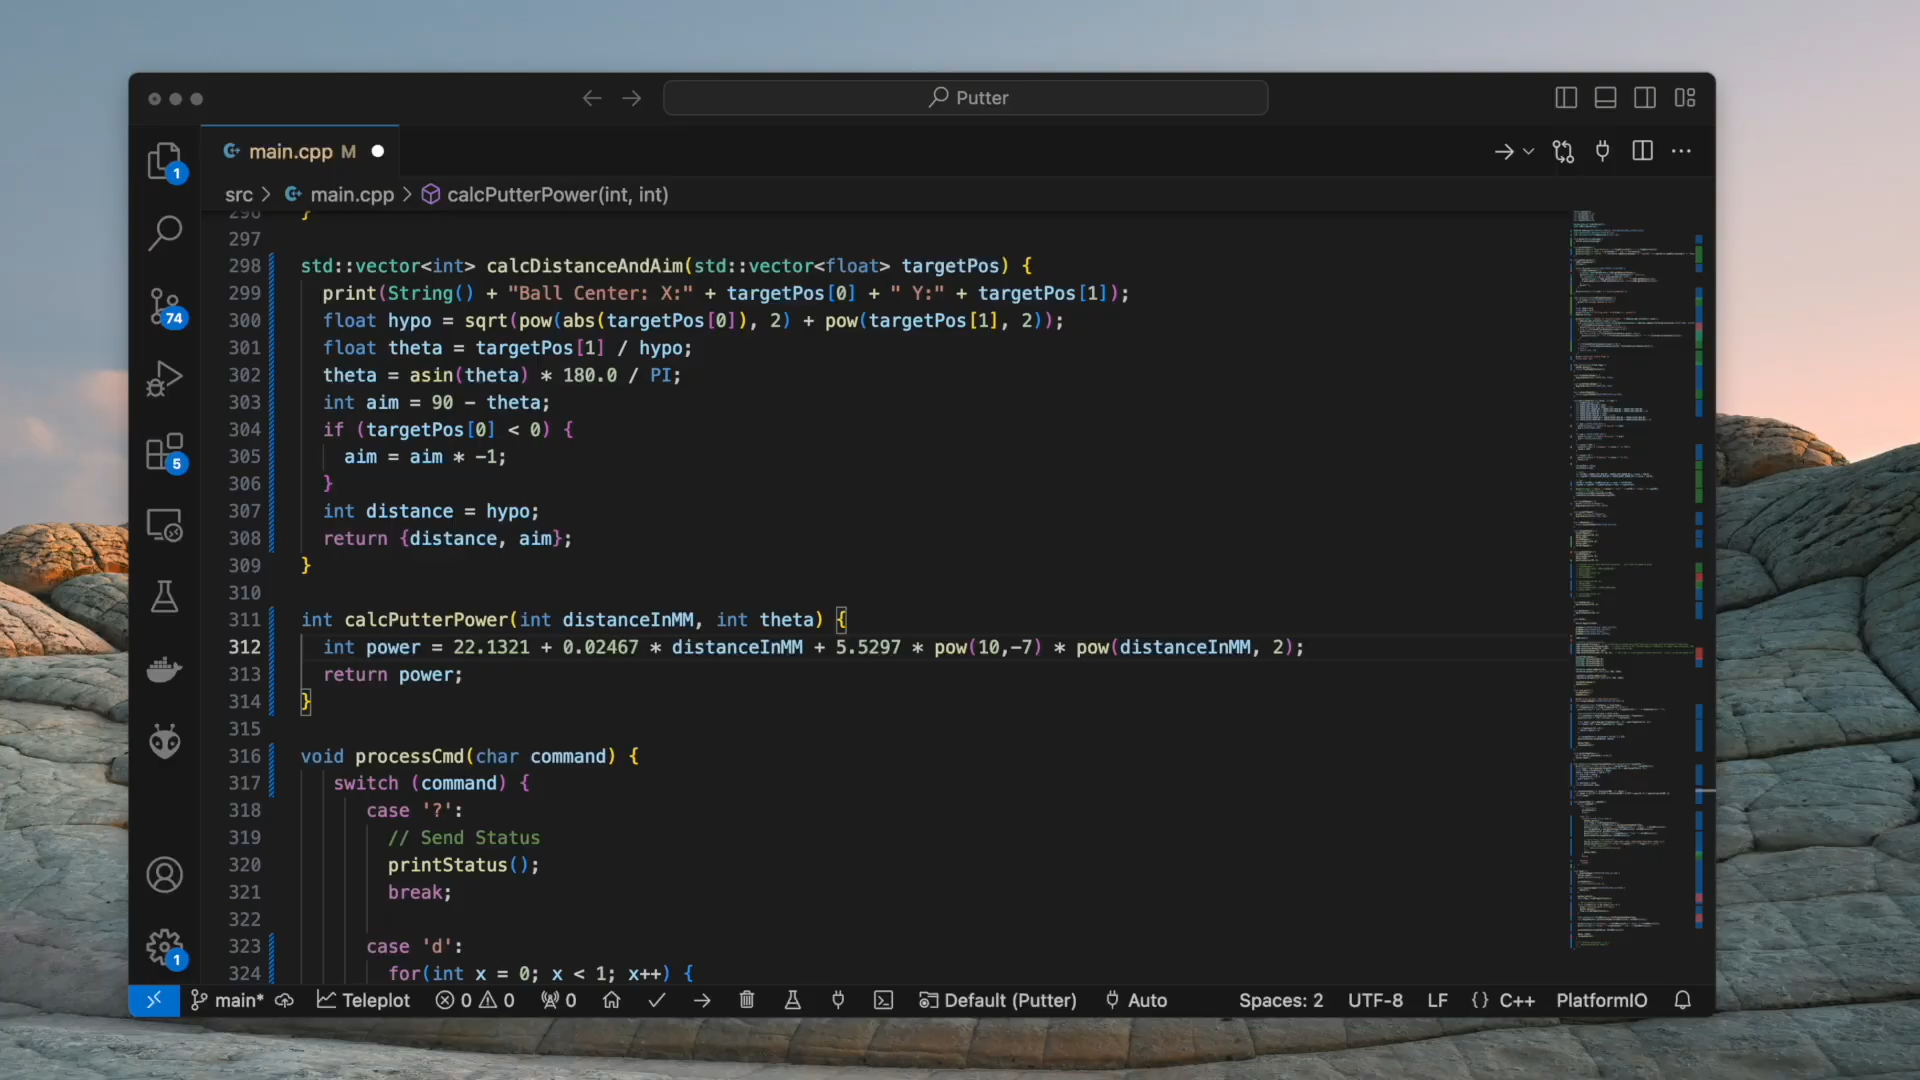 Putter
main.cpp M
1
src > main.cpp > calcPutterPower(int, int)
296 }
297
298 std::vector<int> calcDistanceAndAim(std::vector<float> targetPos) {
299 print(String() + "Ball Center: X:" + targetPos[0] + " Y:" + targetPos[1]);
300 float hypo = sqrt(pow(abs(targetPos[0]), 2) + pow(targetPos[1], 2));
74
301 float theta = targetPos[1] / hypo;
302 theta = asin(theta) * 180.0 / PI;
303 int aim = 90 - theta;
304 if (targetPos[0] < 0) {
305 aim = aim * -1;
5
306 }
307 int distance = hypo;
308 return {distance, aim};
309 }
310
311 int calcPutterPower(int distanceInMM, int theta) {
312 int power = 22.1321 + 0.02467 * distanceInMM + 5.5297 * pow(10,-7) * pow(distanceInMM, 2);
313 return power;
314 }
315
316 void processCmd(char command) {
317 switch (command) {
318 case '?':
319 // Send Status
320 printStatus();
321 break;
322
323 case 'd':
1
324 for(int x = 0; x < 1; x++) {
main* Teleplot 0 0 0 Default (Putter) Auto Spaces: 2 UTF-8 LF {} C++ PlatformIO